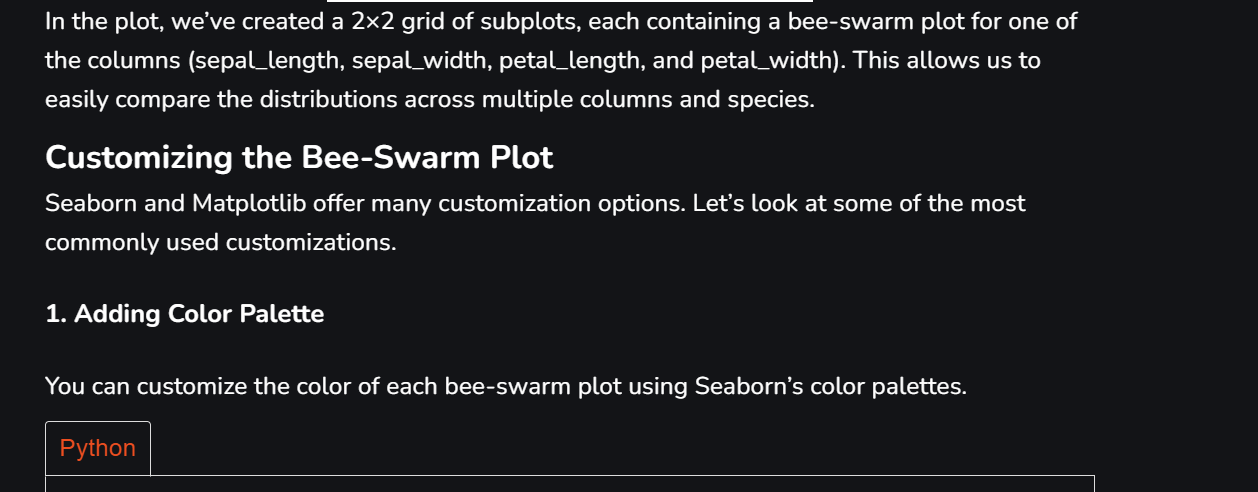 In the plot, we’ve created a 2×2 grid of subplots, each containing a bee-swarm plot for one of
the columns (sepal_length, sepal_width, petal_length, and petal_width). This allows us to
easily compare the distributions across multiple columns and species.
Customizing the Bee-Swarm Plot
Seaborn and Matplotlib offer many customization options. Let’s look at some of the most
commonly used customizations.
1. Adding Color Palette
You can customize the color of each bee-swarm plot using Seaborn’s color palettes.
Python